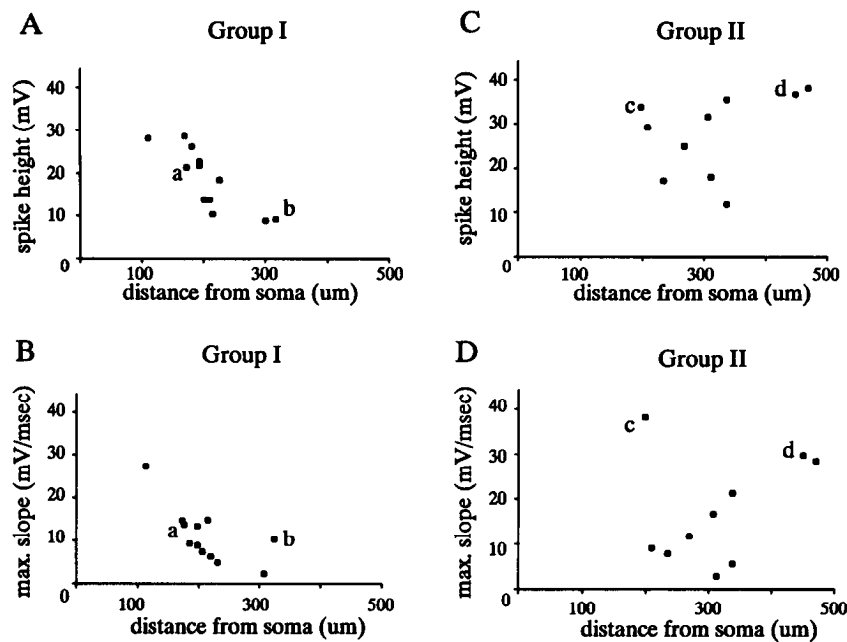 A
Group I
spike height (mV)
40
30
20
10
0
a
b
100
300
500
distance from soma (um)
C
Group II
spike height (mV)
40
30
20
10
0
c
d
100
300
500
distance from soma (um)
B
Group I
max. slope (mV/msec)
40
30
20
10
0
a
b
100
300
500
distance from soma (um)
D
Group II
max. slope (mV/msec)
40
30
20
10
0
c
d
100
300
500
distance from soma (um)